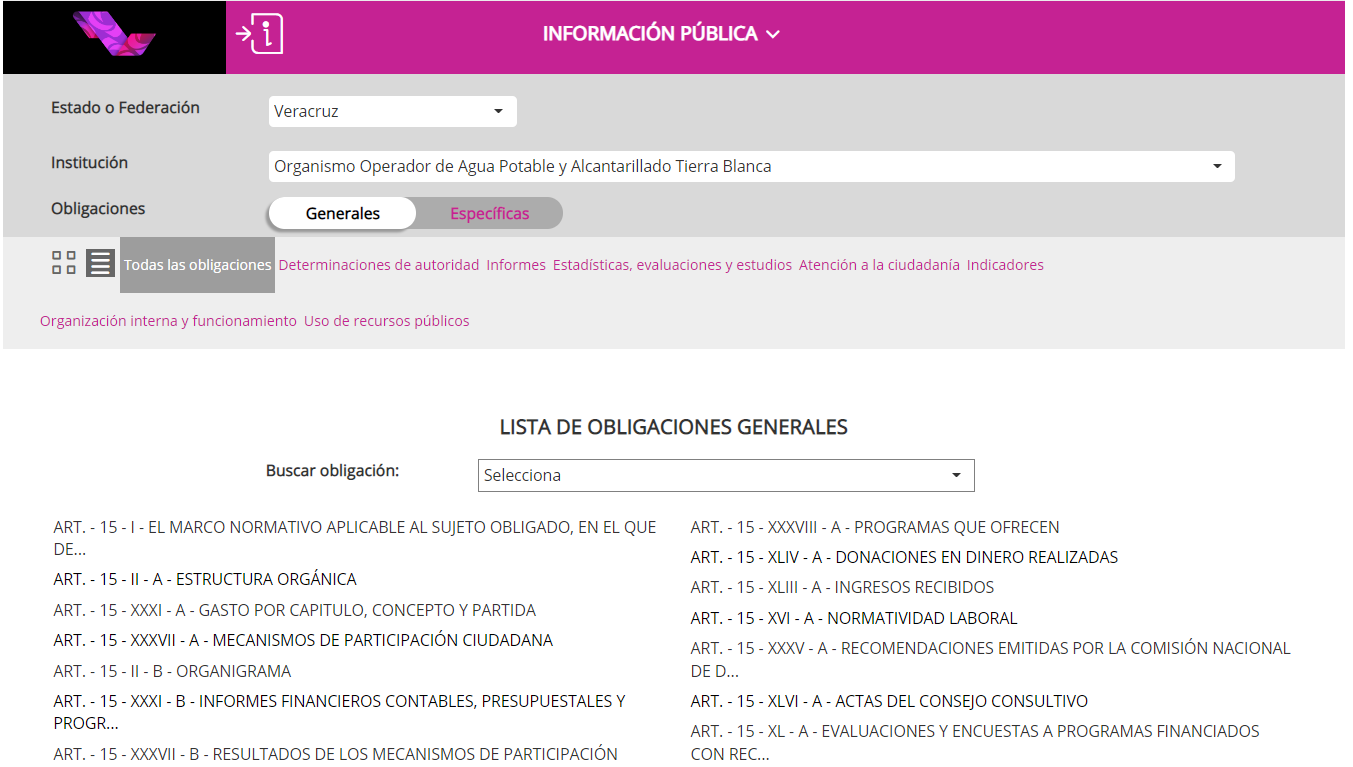 INFORMACIÓN PÚBLICA
Estado o Federación
Veracruz
Institución
Organismo Operador de Agua Potable y Alcantarillado Tierra Blanca
Obligaciones
Generales
Específicas
Todas las obligaciones Determinaciones de autoridad Informes Estadísticas, evaluaciones y estudios Atención a la ciudadanía Indicadores
Organización interna y funcionamiento Uso de recursos públicos
LISTA DE OBLIGACIONES GENERALES
Buscar obligación:
Selecciona
ART. - 15 - I - EL MARCO NORMATIVO APLICABLE AL SUJETO OBLIGADO, EN EL QUE
DE...
ART. - 15 - II - A - ESTRUCTURA ORGÁNICA
ART. - 15 - XXXI - A - GASTO POR CAPITULO, CONCEPTO Y PARTIDA
ART. - 15 - XXXVII - A - MECANISMOS DE PARTICIPACIÓN CIUDADANA
ART. - 15 - II - B - ORGANIGRAMA
ART. - 15 - XXXI - B - INFORMES FINANCIEROS CONTABLES, PRESUPUESTALES Y
PROGR...
ART. - 15 - XXXVII - B - RESULTADOS DE LOS MECANISMOS DE PARTICIPACIÓN
ART. - 15 - XXXVIII - A - PROGRAMAS QUE OFRECEN
ART. - 15 - XLIV - A - DONACIONES EN DINERO REALIZADAS
ART. - 15 - XLIII - A - INGRESOS RECIBIDOS
ART. - 15 - XVI - A - NORMATIVIDAD LABORAL
ART. - 15 - XXXV - A - RECOMENDACIONES EMITIDAS POR LA COMISIÓN NACIONAL
DE D...
ART. - 15 - XLVI - A - ACTAS DEL CONSEJO CONSULTIVO
ART. - 15 - XL - A - EVALUACIONES Y ENCUESTAS A PROGRAMAS FINANCIADOS
CON REC...